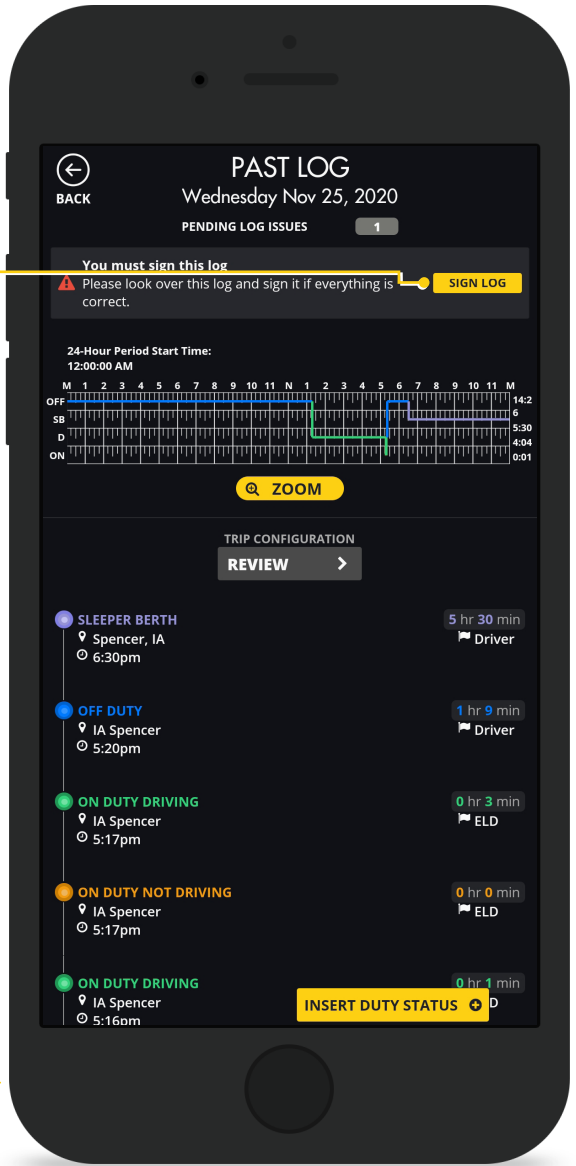 BACK
PAST LOG
Wednesday Nov 25, 2020
PENDING LOG ISSUES 1
You must sign this log
Please look over this log and sign it if everything is
correct.
SIGN LOG
24-Hour Period Start Time:
12:00:00 AM
M 1 2 3 4 5 6 7 8 9 10 11 N 1 2 3 4 5 6 7 8 9 10 11 M
OFF 14:2
6
SB 5:30
D 4:04
ON 0:01
ZOOM
TRIP CONFIGURATION
REVIEW
SLEEPER BERTH 5 hr 30 min
Spencer, IA Driver
6:30pm
OFF DUTY 1 hr 9 min
IA Spencer Driver
5:20pm
ON DUTY DRIVING 0 hr 3 min
IA Spencer ELD
5:17pm
ON DUTY NOT DRIVING 0 hr 0 min
IA Spencer ELD
5:17pm
ON DUTY DRIVING 0 hr 1 min
IA Spencer D
5:16pm
INSERT DUTY STATUS